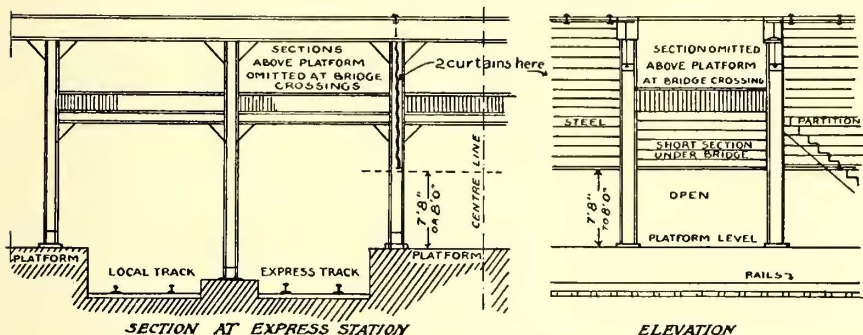 SECTIONS
ABOVE PLATFORM
OMITTED AT BRIDGE
CROSSINGS
2 curtains here
7'8"
OR 8'0"
CENTRE LINE
PLATFORM
LOCAL TRACK
EXPRESS TRACK
PLATFORM
SECTION AT EXPRESS STATION
SECTION OMITTED
ABOVE PLATFORM
AT BRIDGE CROSSING
STEEL
PARTITION
SHORT SECTION
UNDER BRIDGE
7'8"
TO 8'0"
OPEN
PLATFORM LEVEL
RAILS
ELEVATION